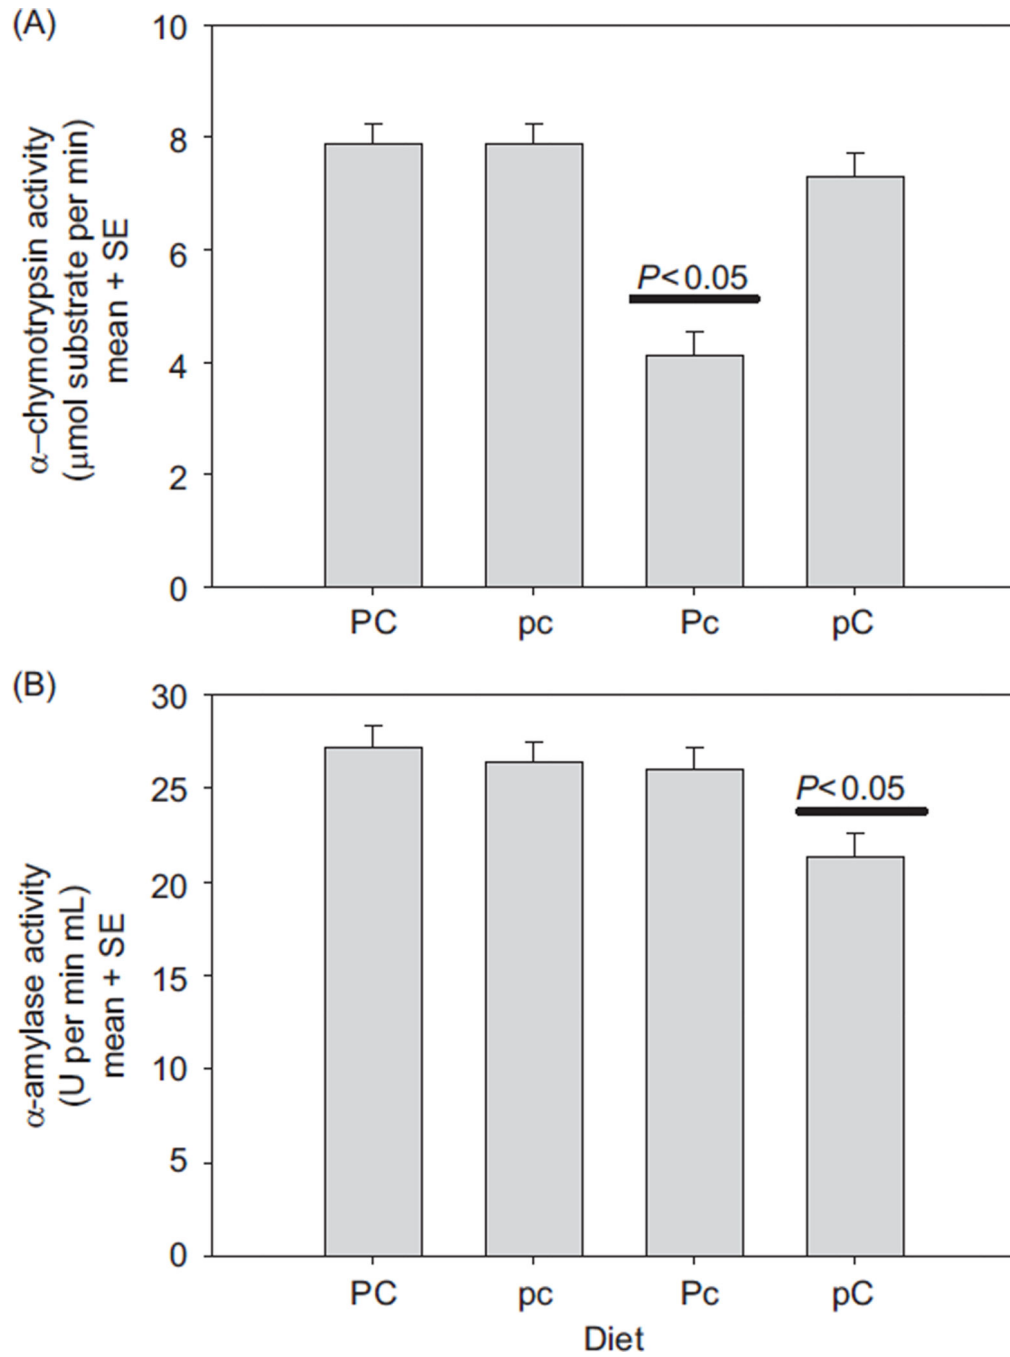 (A)
α–chymotrypsin activity
(μmol substrate per min)
mean + SE
10
8
6
4
2
0
P<0.05
PC pc Pc pC
(B)
α-amylase activity
(U per min mL)
mean + SE
30
25
20
15
10
5
0
P<0.05
PC pc Pc pC
Diet